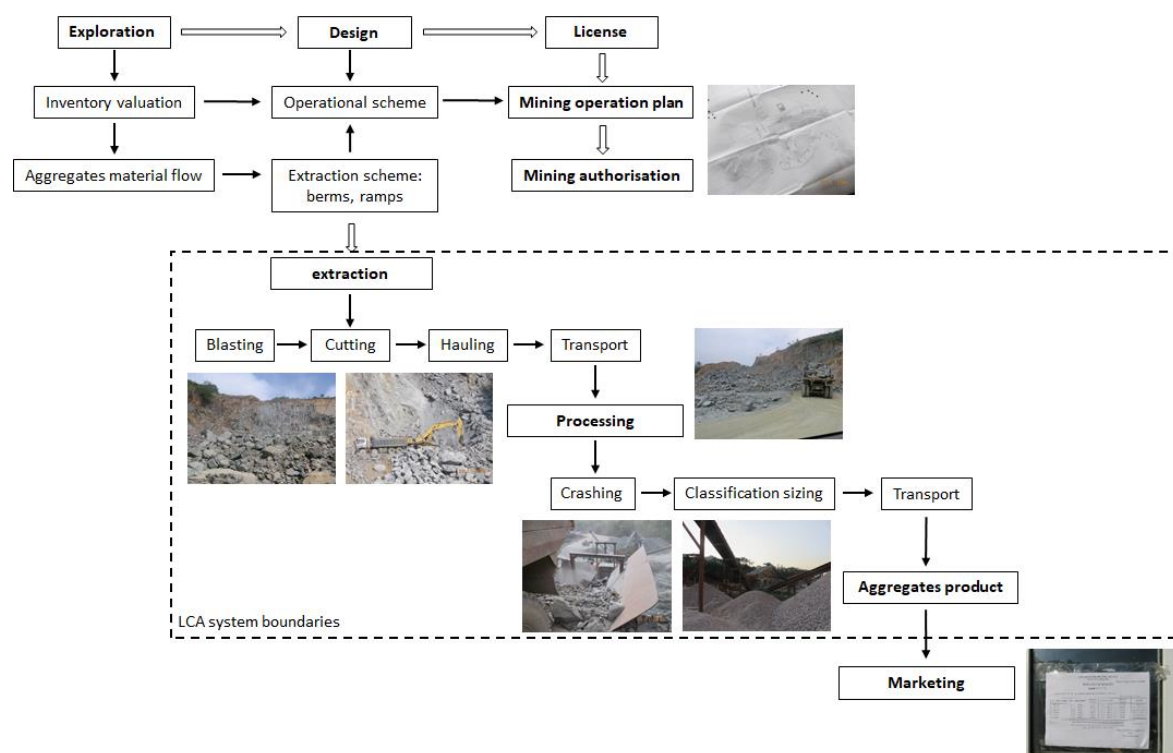 Exploration
Design
License
Inventory valuation
Operational scheme
Mining operation plan
Aggregates material flow
Extraction scheme:
berms, ramps
Mining authorisation
extraction
Blasting
Cutting
Hauling
Transport
Processing
Crashing
Classification sizing
Transport
Aggregates product
LCA system boundaries
Marketing